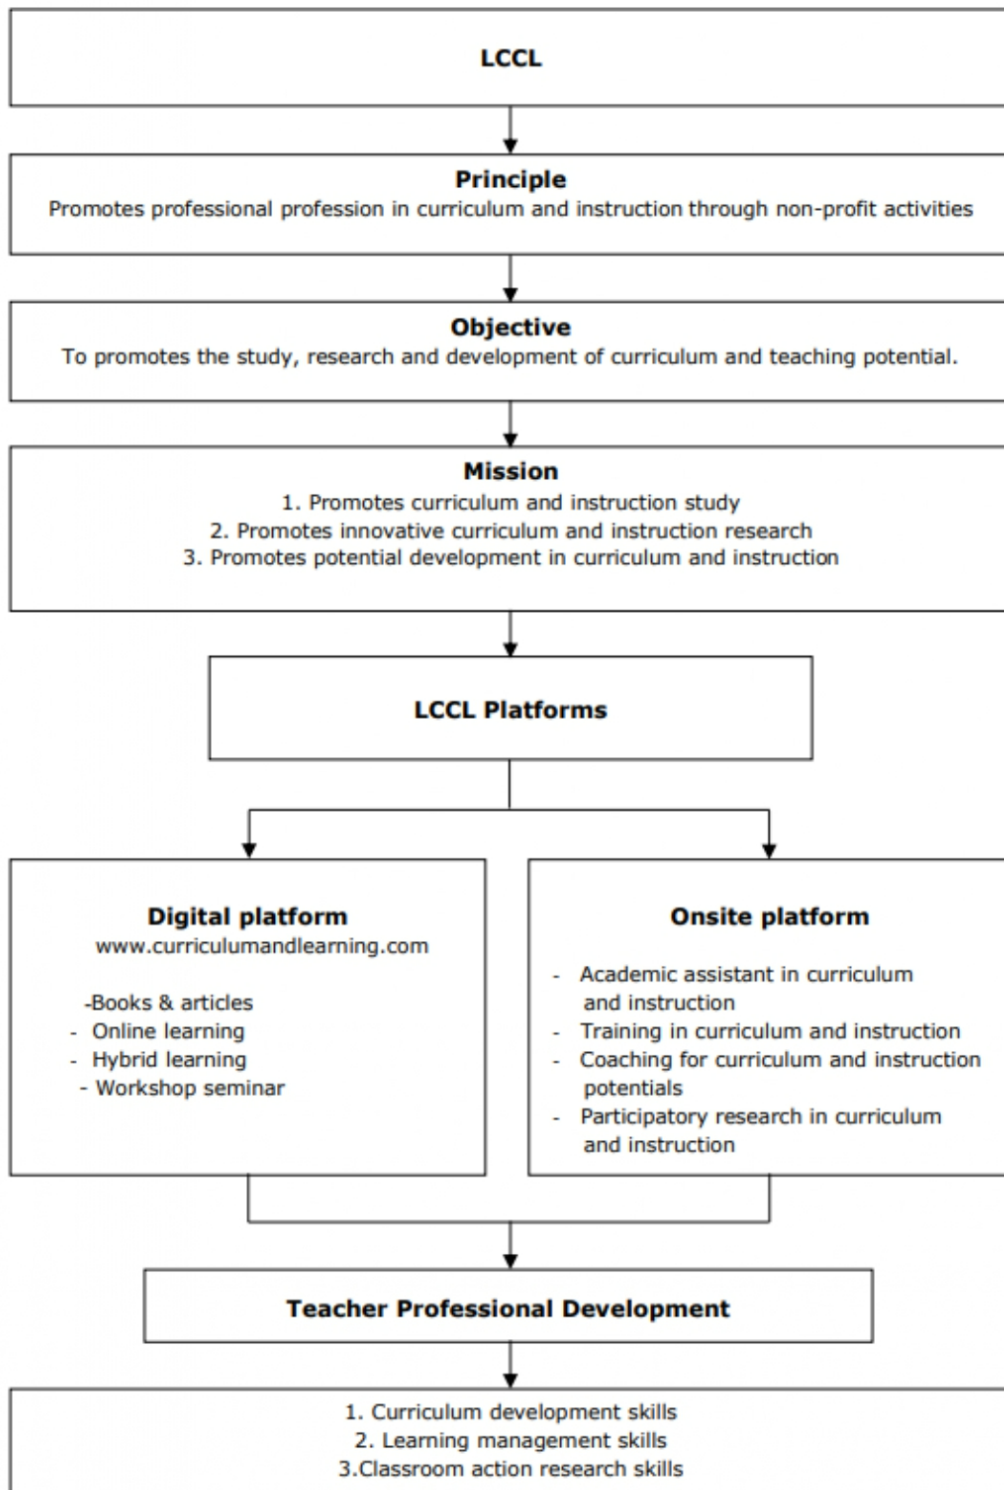 LCCL
Principle
Promotes professional profession in curriculum and instruction through non-profit activities
Objective
To promotes the study, research and development of curriculum and teaching potential.
Mission
1. Promotes curriculum and instruction study
2. Promotes innovative curriculum and instruction research
3. Promotes potential development in curriculum and instruction
LCCL Platforms
Digital platform
www.curriculumandlearning.com
-Books & articles
- Online learning
- Hybrid learning
- Workshop seminar
Onsite platform
- Academic assistant in curriculum
and instruction
- Training in curriculum and instruction
- Coaching for curriculum and instruction
potentials
- Participatory research in curriculum
and instruction
Teacher Professional Development
1. Curriculum development skills
2. Learning management skills
3.Classroom action research skills